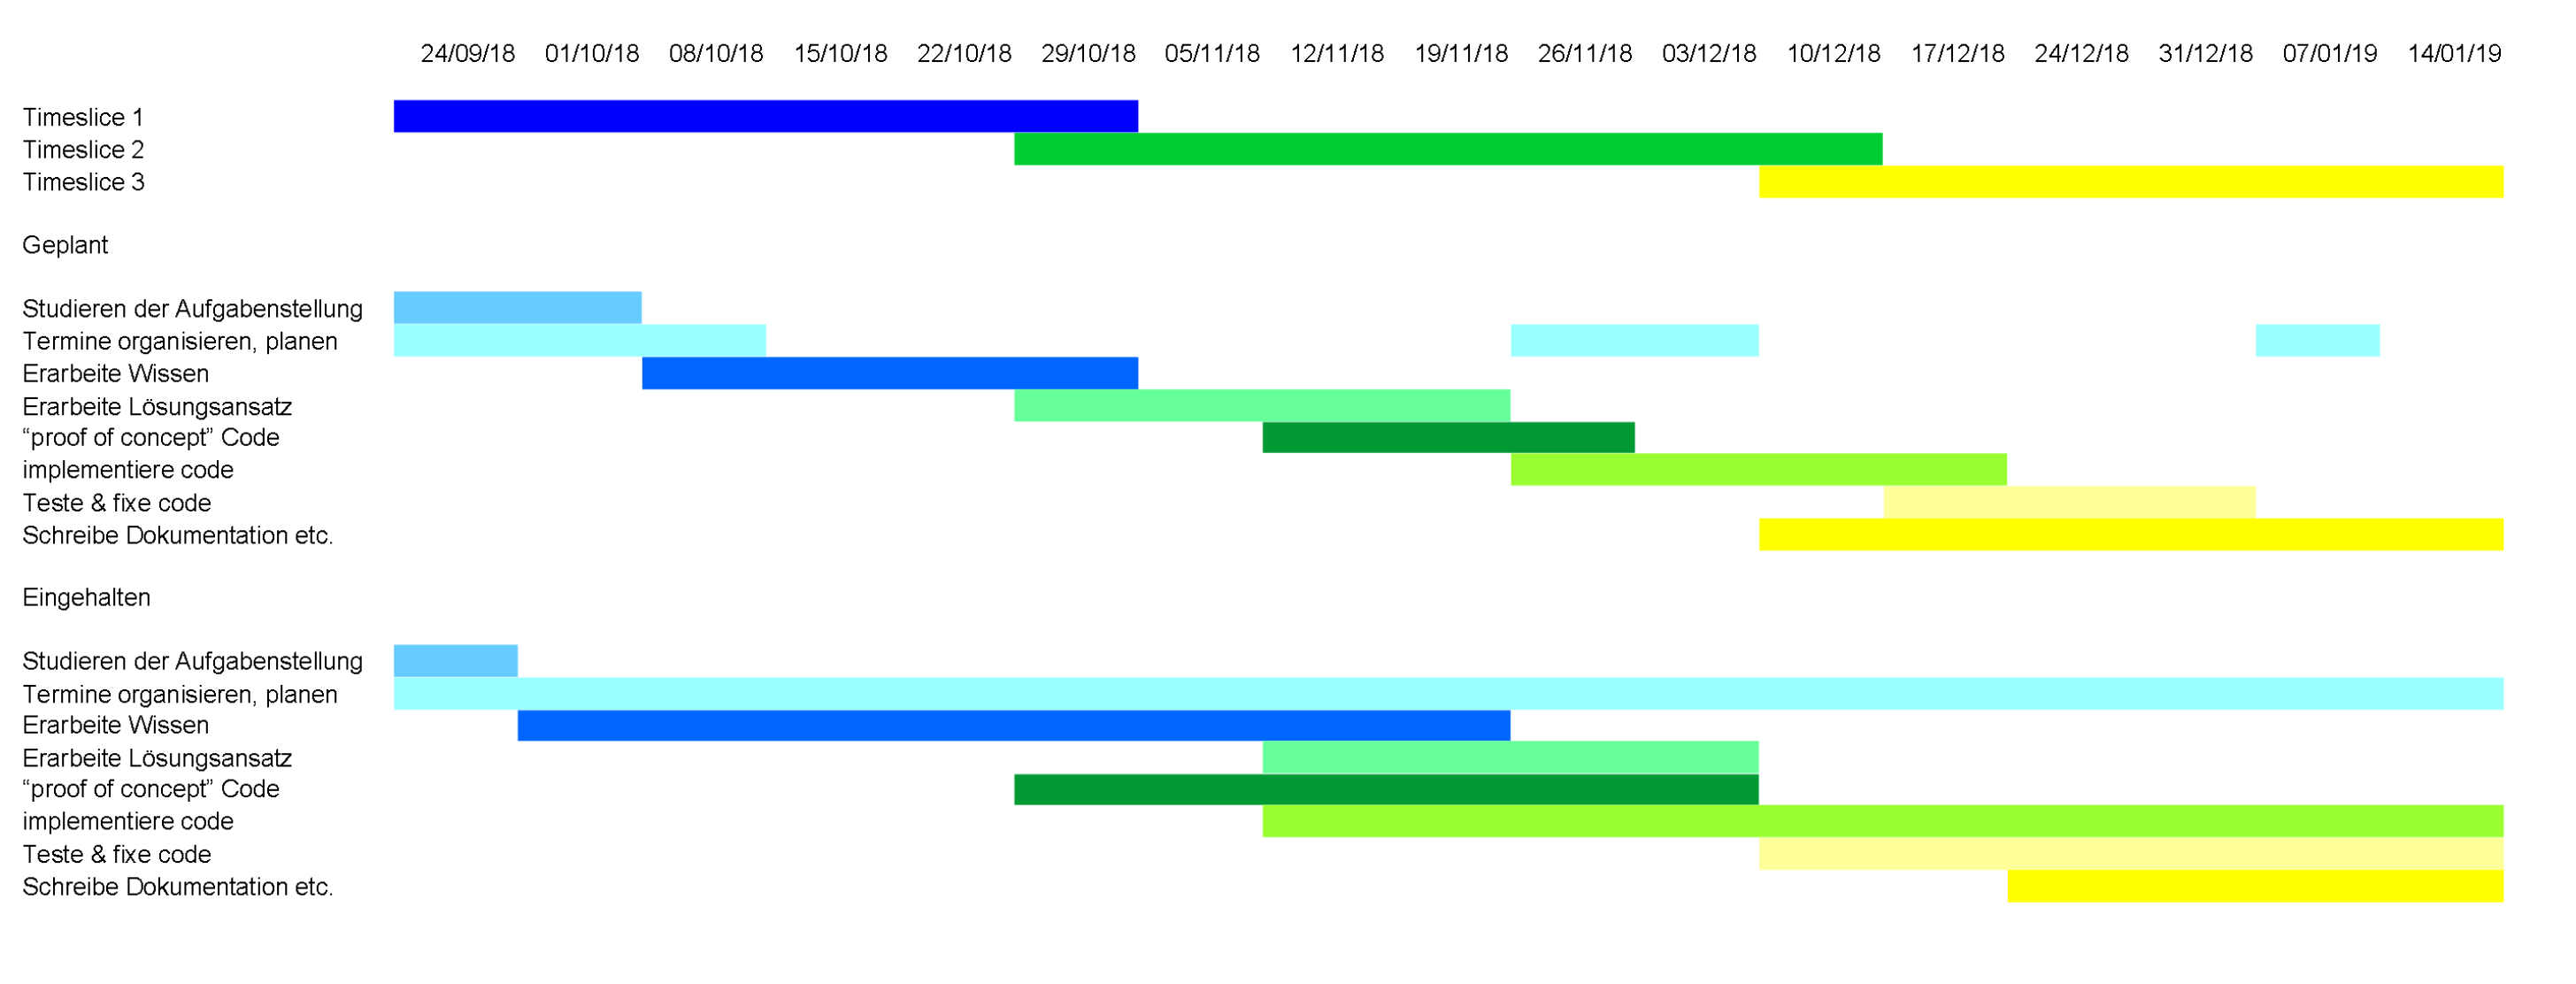 24/09/18 01/10/18 08/10/18 15/10/18 22/10/18 29/10/18 05/11/18 12/11/18 19/11/18 26/11/18 03/12/18 10/12/18 17/12/18 24/12/18 31/12/18 07/01/19 14/01/19
Timeslice 1
Timeslice 2
Timeslice 3
Geplant
Studieren der Aufgabenstellung
Termine organisieren, planen
Erarbeite Wissen
Erarbeite Lösungsansatz
“proof of concept” Code
implementiere code
Teste & fixe code
Schreibe Dokumentation etc.
Eingehalten
Studieren der Aufgabenstellung
Termine organisieren, planen
Erarbeite Wissen
Erarbeite Lösungsansatz
“proof of concept” Code
implementiere code
Teste & fixe code
Schreibe Dokumentation etc.